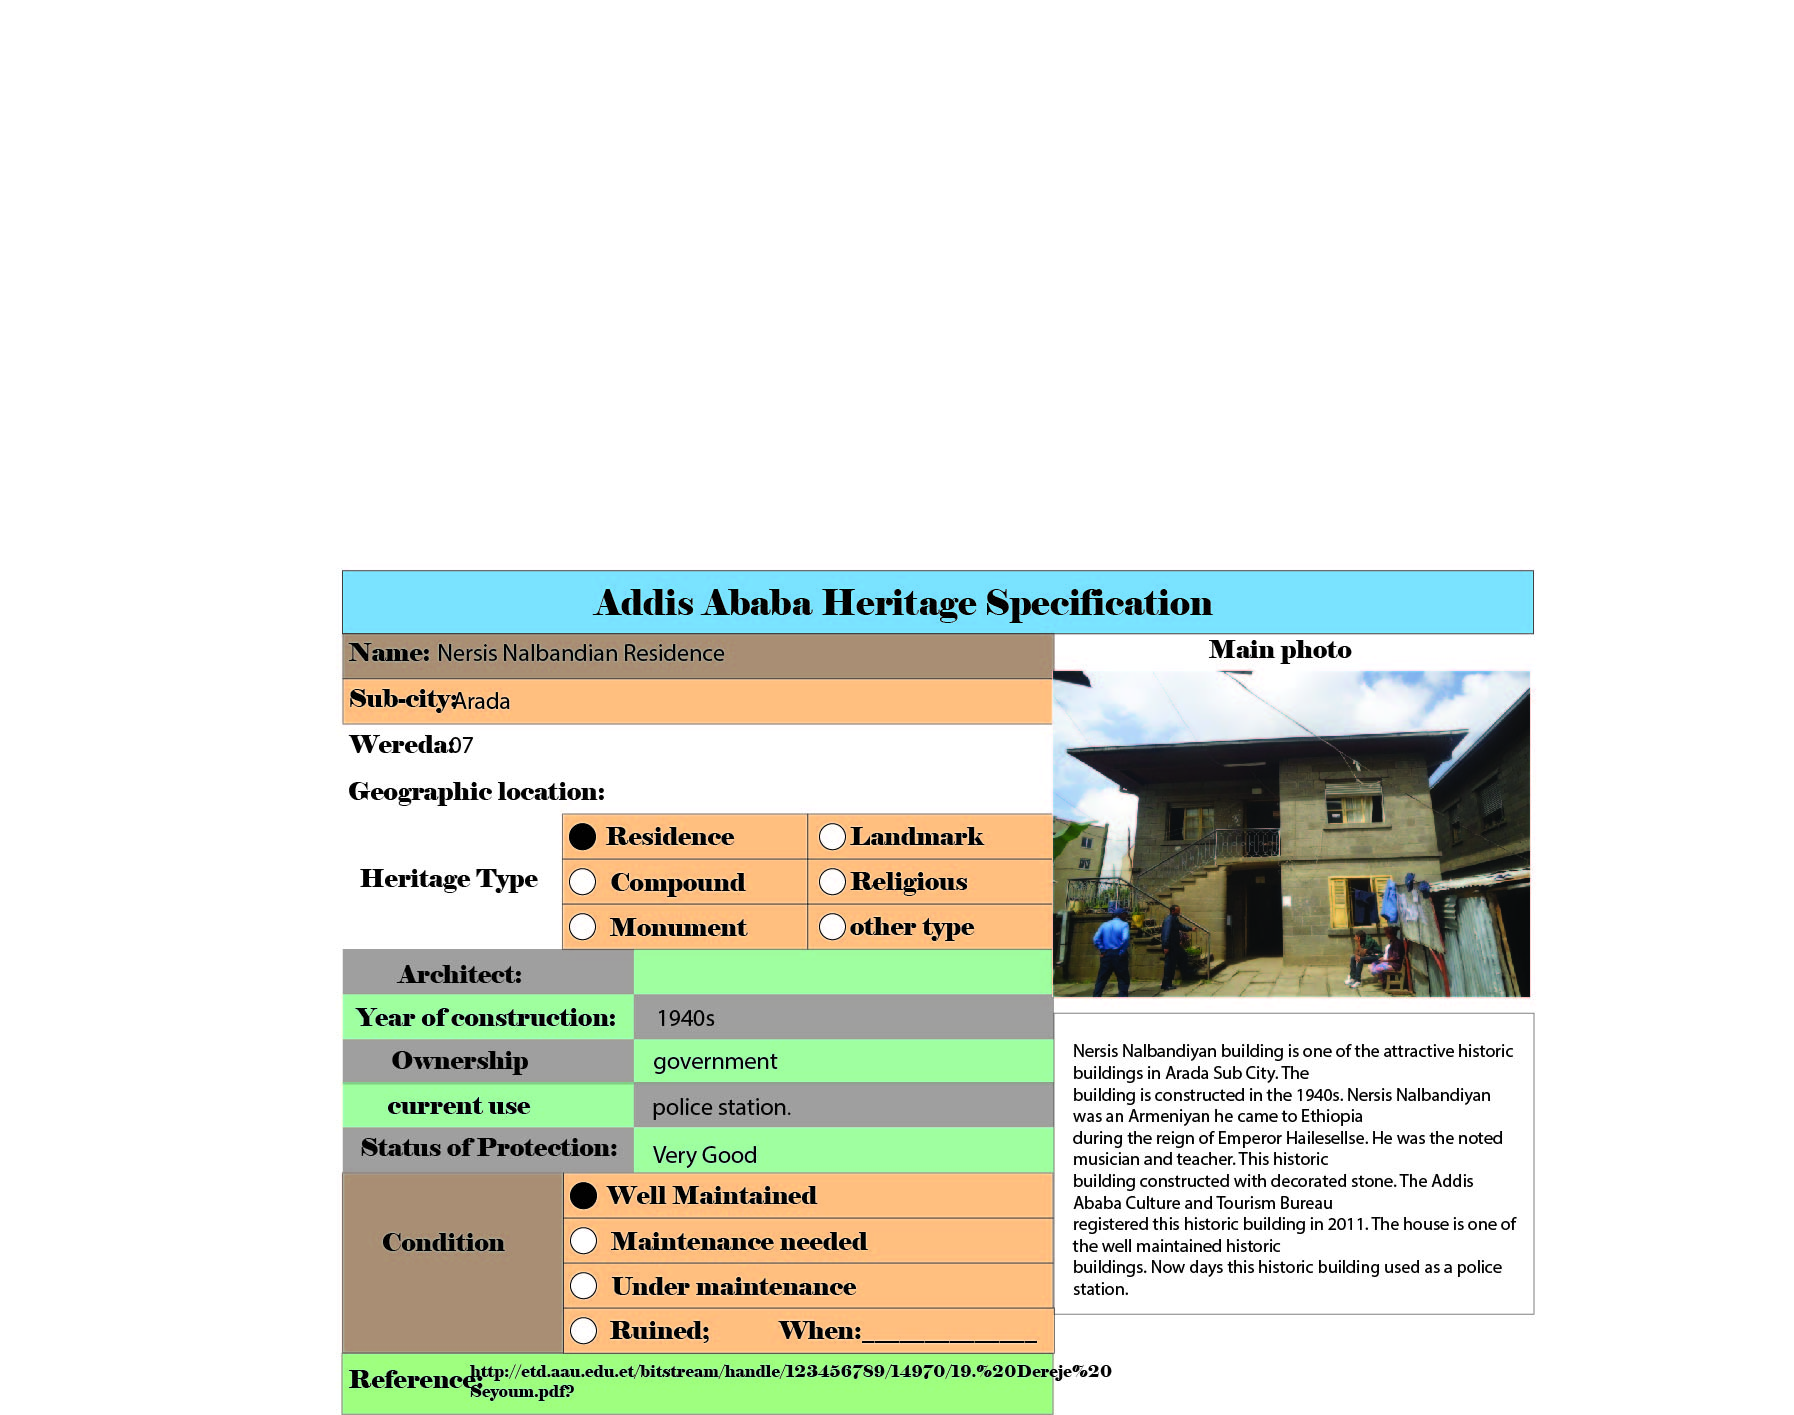 Addis Ababa Heritage Specification
Name: Nersis Nalbandian Residence
Sub-city: Arada
Wereda: 07
Geographic location:
Heritage Type
Residence
Landmark
Compound
Religious
Monument
other type
Architect:
Year of construction: 1940s
Ownership government
current use police station.
Status of Protection: Very Good
Condition
Well Maintained
Maintenance needed
Under maintenance
Ruined; When:______________
Reference: http://etd.aau.edu.et/bitstream/handle/123456789/14970/19.%20Dereje%20
Seyoum.pdf?
Main photo
Nersis Nalbandiyan building is one of the attractive historic
buildings in Arada Sub City. The
building is constructed in the 1940s. Nersis Nalbandiyan
was an Armeniyan he came to Ethiopia
during the reign of Emperor Hailesellse. He was the noted
musician and teacher. This historic
building constructed with decorated stone. The Addis
Ababa Culture and Tourism Bureau
registered this historic building in 2011. The house is one of
the well maintained historic
buildings. Now days this historic building used as a police
station.